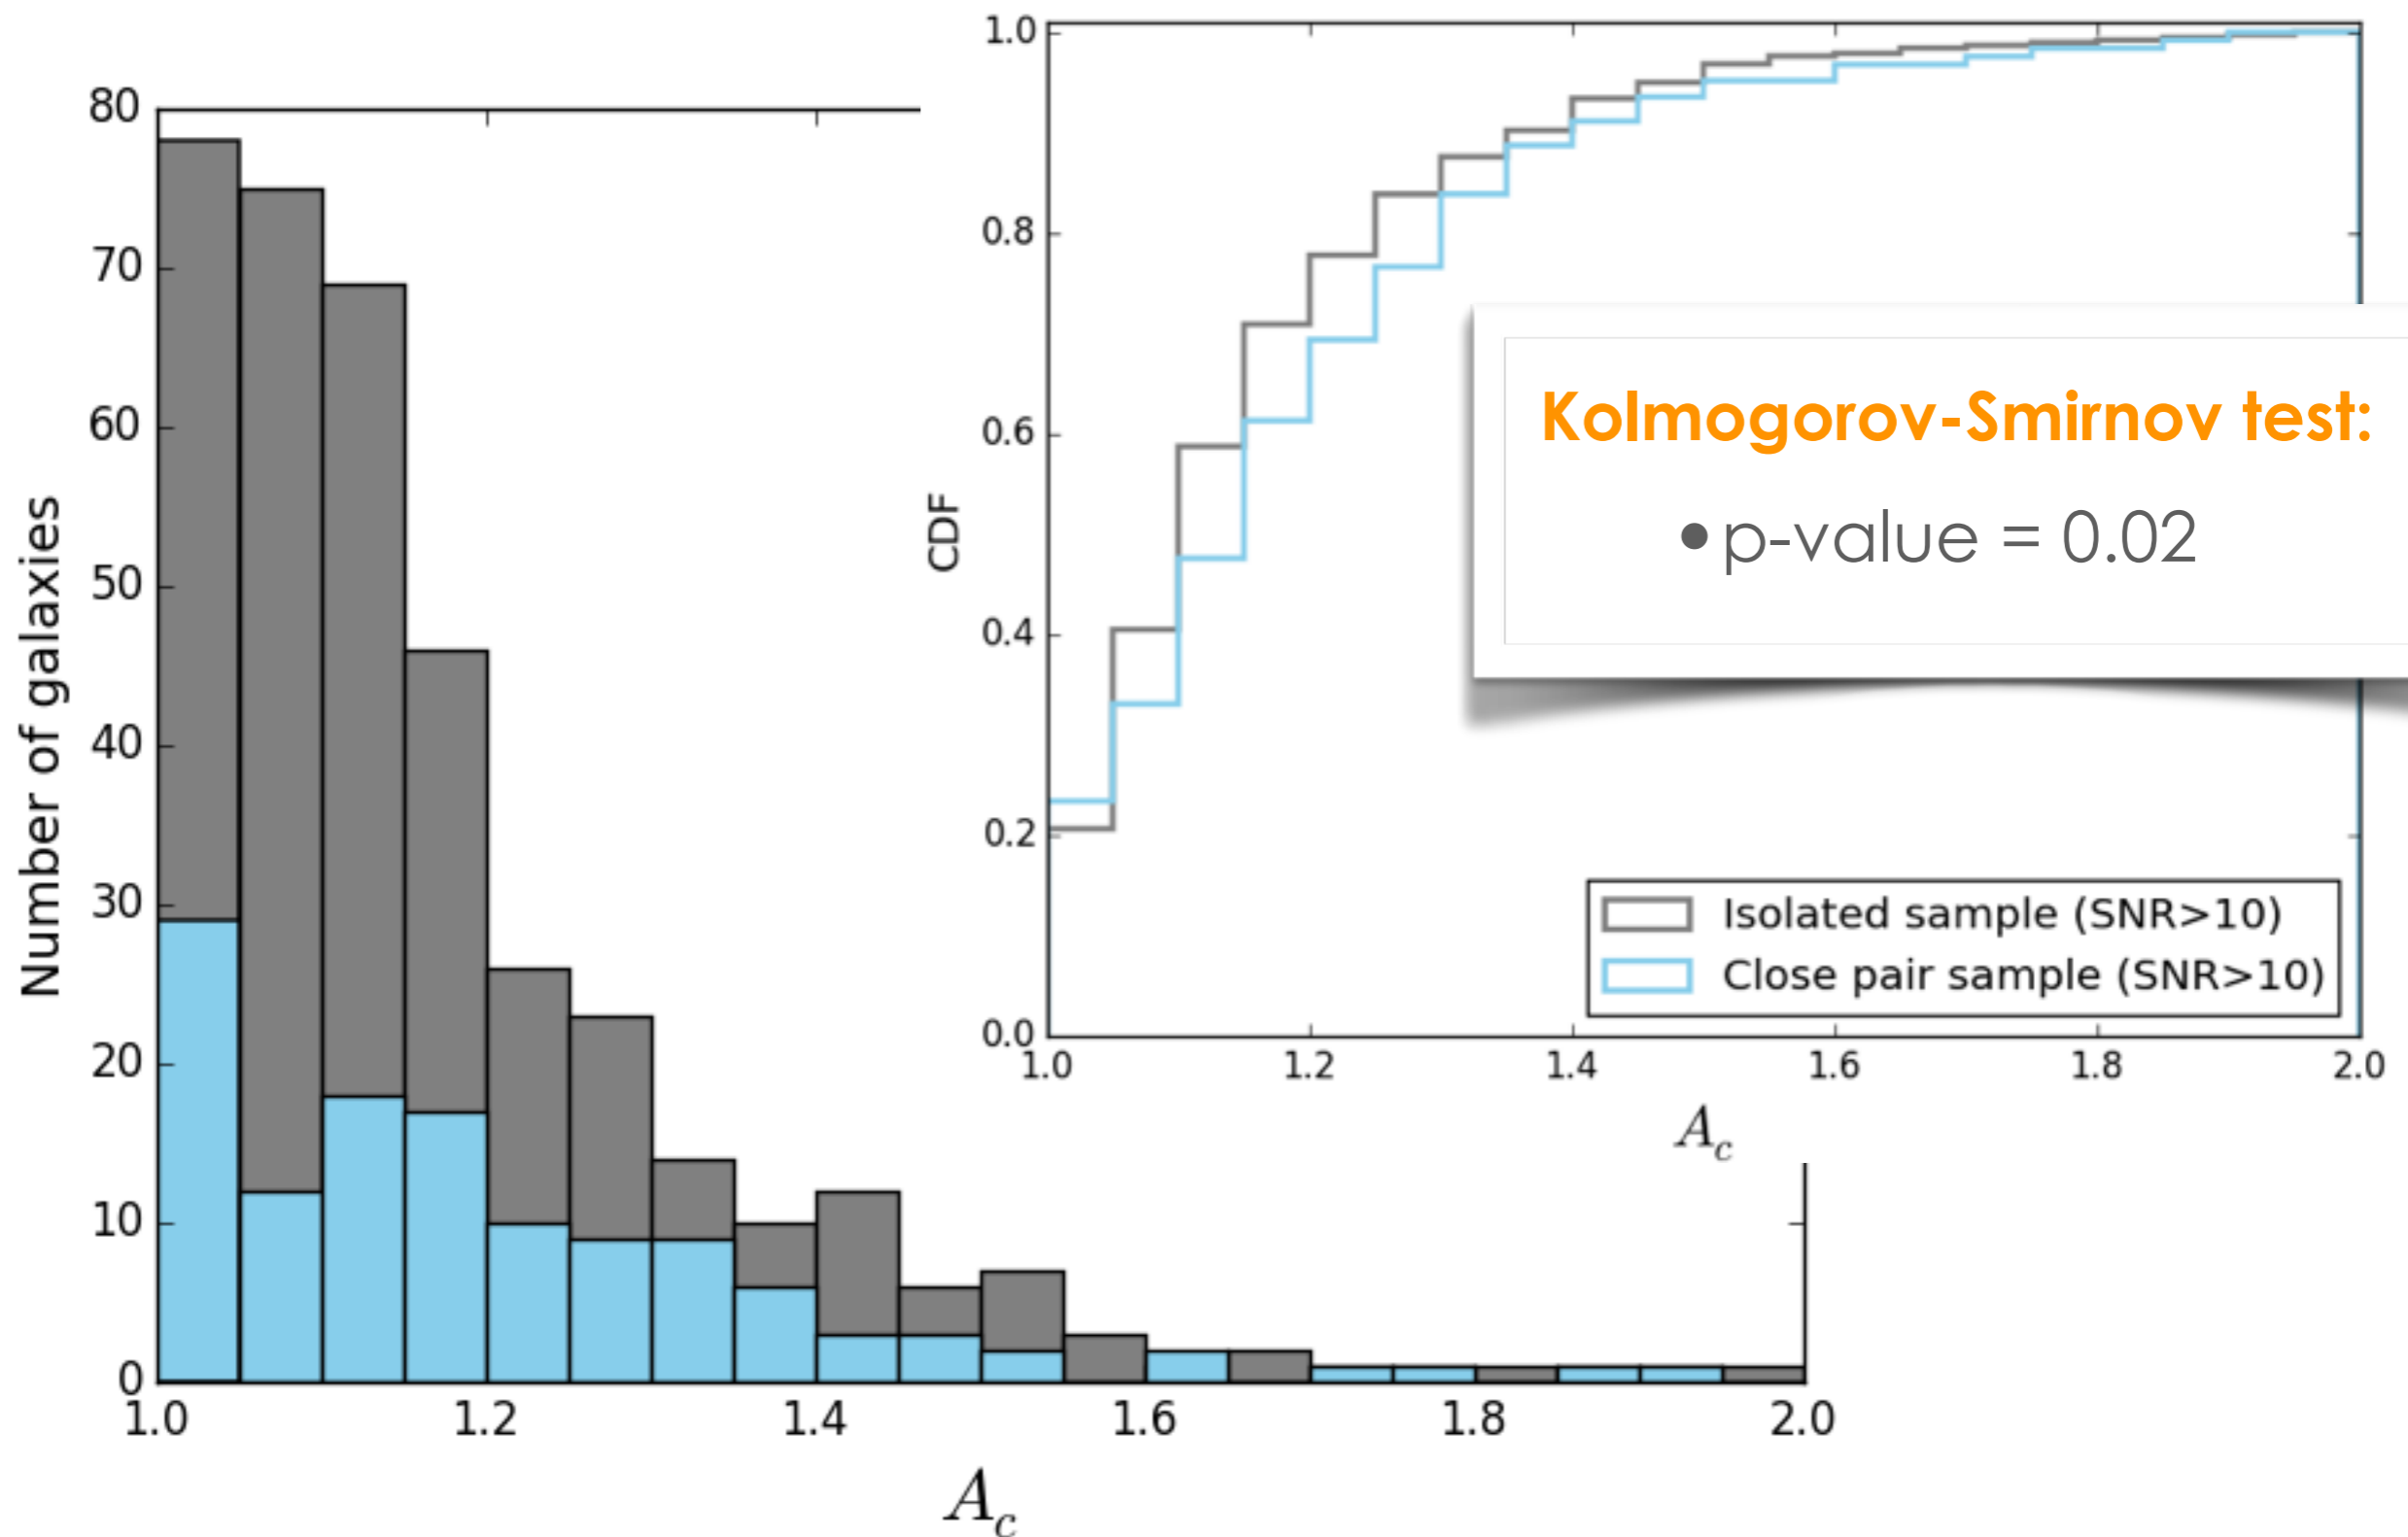 80
70
60
50
40
30
20
10
0
Number of galaxies
1.0 1.2 1.4 1.6 1.8 2.0
A_c
1.0
0.8
0.6
0.4
0.2
0.0
CDF
1.0 1.2 1.4 1.6 1.8 2.0
A_c
Isolated sample (SNR>10)
Close pair sample (SNR>10)
Kolmogorov-Smirnov test:
•p-value = 0.02